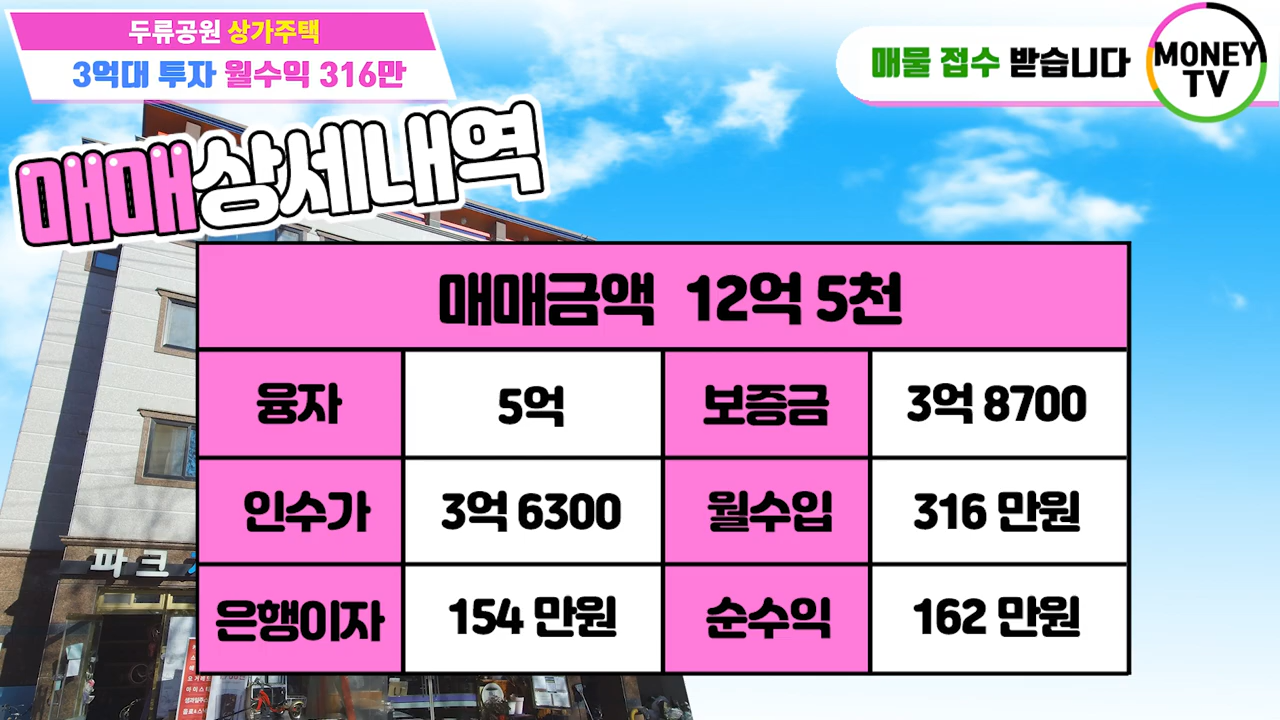 두류공원 상가주택
3억대 투자 월수익 316만
매물 접수 받습니다
MONEY
TV
매매상세내역
매매금액 12억 5천
융자 5억 보증금 3억 8700
인수가 3억 6300 월수입 316 만원
은행이자 154 만원 순수익 162 만원
파크